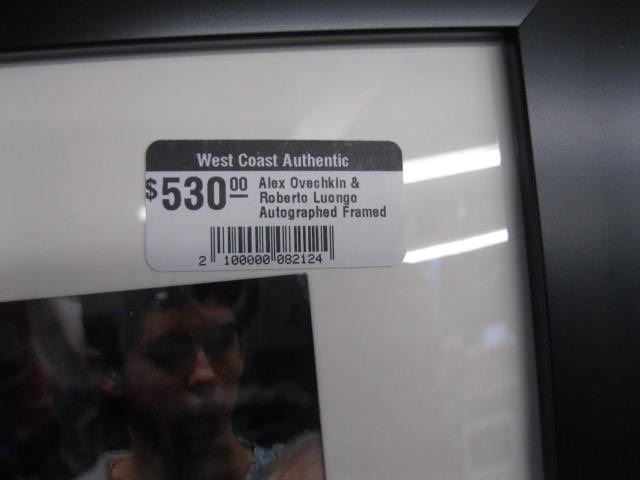 West Coast Authentic
$530.00 Alex Ovechkin &
Roberto Luongo
Autographed Framed
2 100000 082124